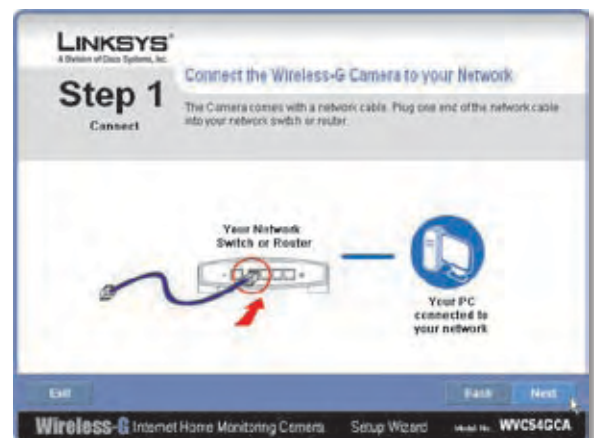 LINKSYS®
A Division of Cisco Systems, Inc.
Step 1
Connect
Connect the Wireless-G Camera to your Network
The Camera comes with a network cable. Plug one end of the network cable
into your network switch or router.
Your Network
Switch or Router
Your PC
connected to
your network
Exit
Back
Next
Wireless-G Internet Home Monitoring Camera
Setup Wizard
Model No.
WVC54GCA